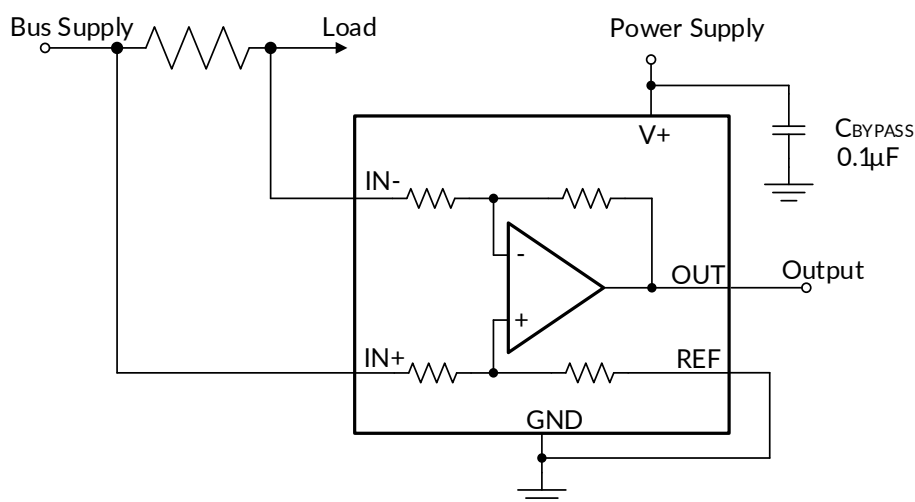 Bus Supply
Load
Power Supply
V+
CBYPASS
0.1µF
IN-
-
OUT
Output
+
IN+
REF
GND